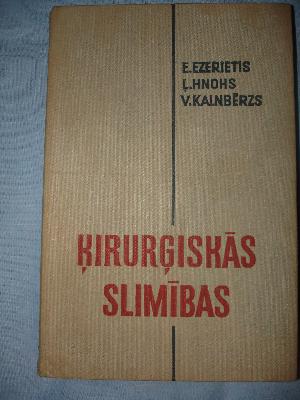 E.EZERIETIS
Ļ.HNOHS
V.KALNBĒRZS
ĶIRURĢISKĀS
SLIMĪBAS